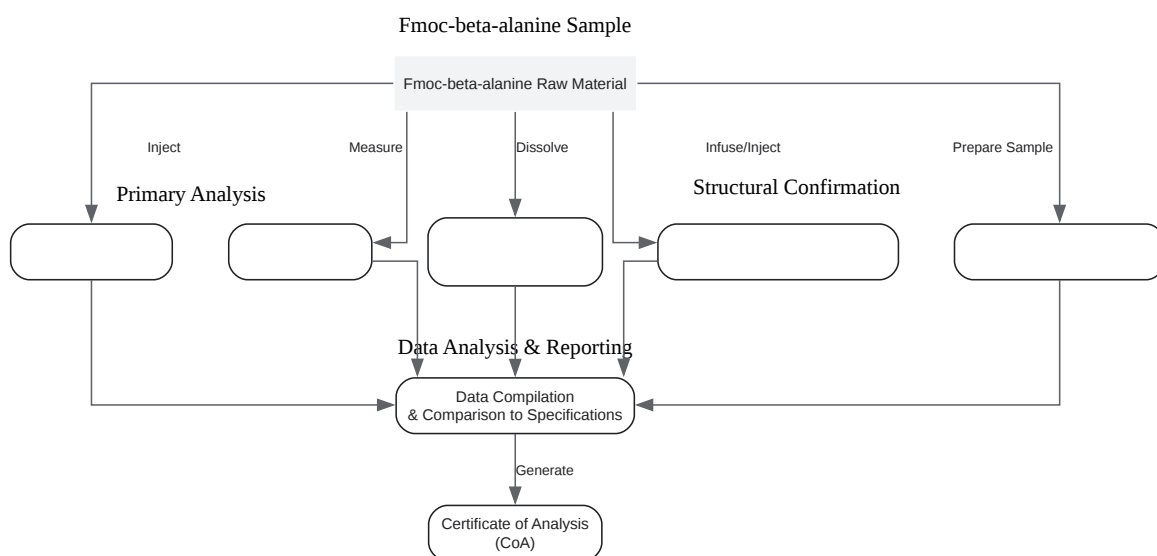 Fmoc-beta-alanine Sample
Fmoc-beta-alanine Raw Material
Inject
Measure
Dissolve
Infuse/Inject
Prepare Sample
Primary Analysis
Structural Confirmation
Data Analysis & Reporting
Data Compilation
& Comparison to Specifications
Generate
Certificate of Analysis
(CoA)